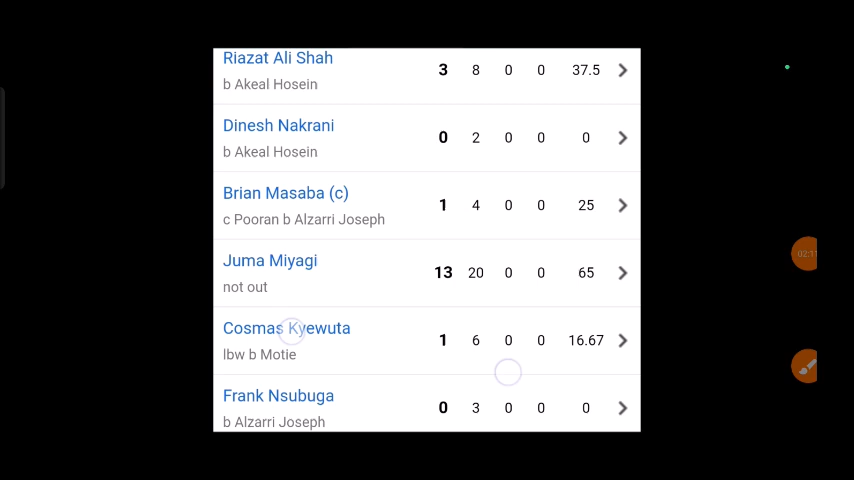 Riazat Ali Shah 3 8 0 0 37.5
b Akeal Hosein
Dinesh Nakrani 0 2 0 0 0
b Akeal Hosein
Brian Masaba (c) 1 4 0 0 25
c Pooran b Alzarri Joseph
Juma Miyagi 13 20 0 0 65
not out
Cosmas Kyewuta 1 6 0 0 16.67
lbw b Motie
Frank Nsubuga 0 3 0 0 0
b Alzarri Joseph